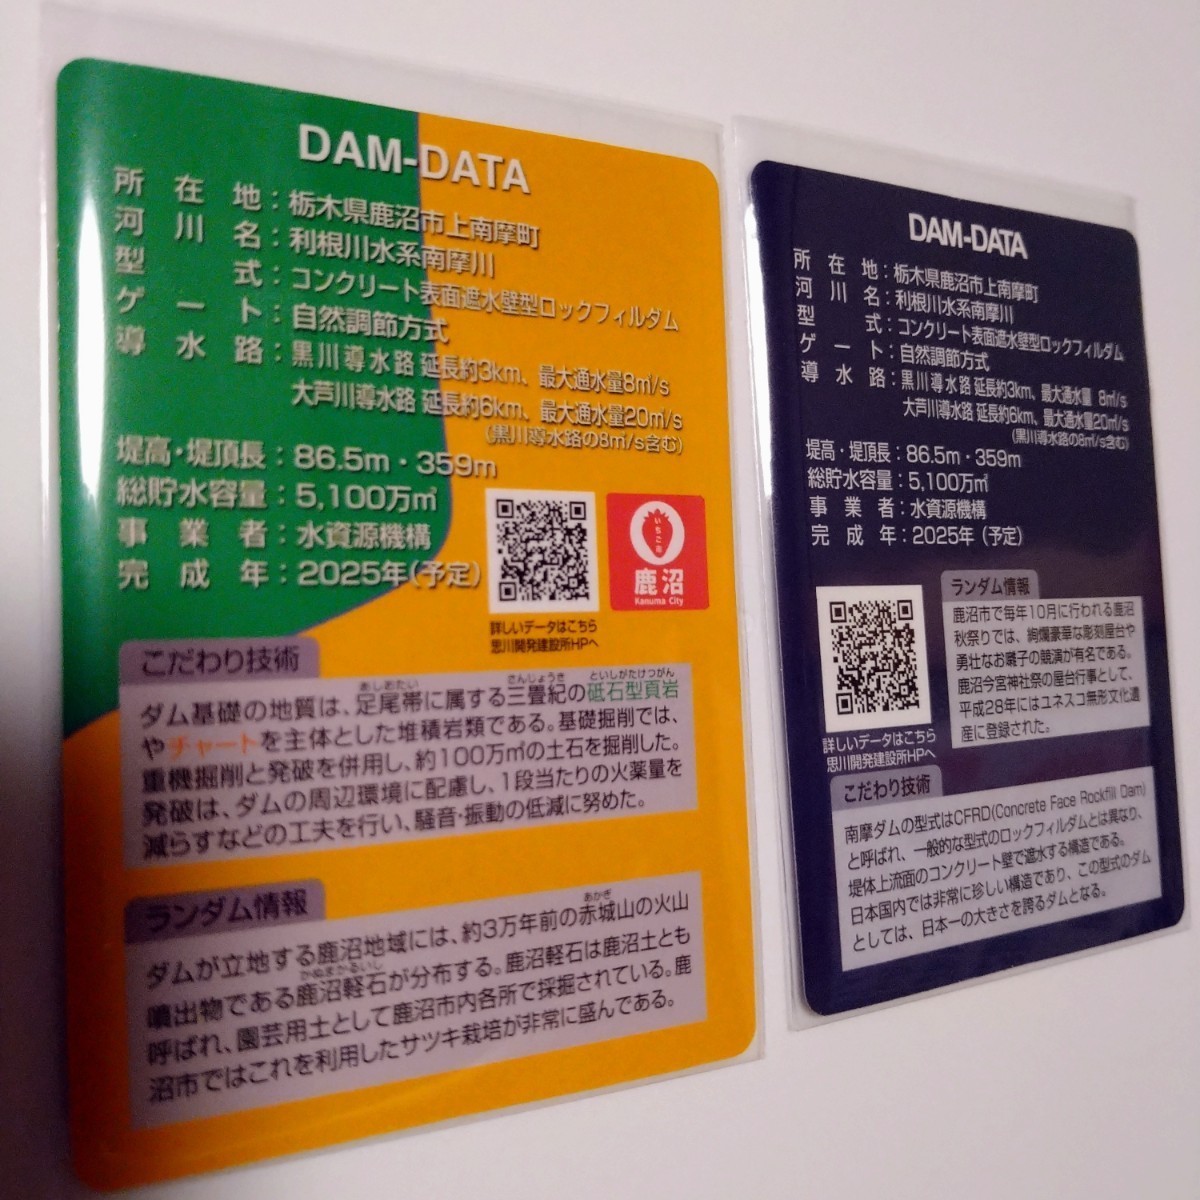 DAM-DATA
所在地：栃木県鹿沼市上南摩町
河川名：利根川水系南摩川
型式：コンクリート表面遮水壁型ロックフィルダム
ゲート：自然調節方式
導水路：黒川導水路 延長約3km、最大通水量8㎥/s
大芦川導水路 延長約6km、最大通水量20㎥/s
(黒川導水路の8㎥/s含む)
堤高・堤頂長：86.5m・359m
総貯水容量：5,100万㎥
事業者：水資源機構
完成年：2025年(予定)
いちご市
鹿沼
Kanuma City
詳しいデータはこちら
思川開発建設所HPへ
こだわり技術
あしおたい さんじょうき といしがたけつがん
ダム基礎の地質は、足尾帯に属する三畳紀の砥石型頁岩
やチャートを主体とした堆積岩類である。基礎掘削では、
重機掘削と発破を併用し、約100万㎥の土石を掘削した。
発破は、ダムの周辺環境に配慮し、1段当たりの火薬量を
減らすなどの工夫を行い、騒音・振動の低減に努めた。
ランダム情報
あかぎ
ダムが立地する鹿沼地域には、約3万年前の赤城山の火山
かぬまかるいし
噴出物である鹿沼軽石が分布する。鹿沼軽石は鹿沼土とも
呼ばれ、園芸用土として鹿沼市内各所で採掘されている。鹿
沼市ではこれを利用したサツキ栽培が非常に盛んである。
DAM-DATA
所在地：栃木県鹿沼市上南摩町
河川名：利根川水系南摩川
型式：コンクリート表面遮水壁型ロックフィルダム
ゲート：自然調節方式
導水路：黒川導水路 延長約3km、最大通水量 8㎥/s
大芦川導水路 延長約6km、最大通水量20㎥/s
(黒川導水路の8㎥/s含む)
堤高・堤頂長：86.5m・359m
総貯水容量：5,100万㎥
事業者：水資源機構
完成年：2025年（予定）
詳しいデータはこちら
思川開発建設所HPへ
ランダム情報
鹿沼市で毎年10月に行われる鹿沼
秋祭りでは、絢爛豪華な彫刻屋台や
勇壮なお囃子の競演が有名である。
鹿沼今宮神社祭の屋台行事として、
平成28年にはユネスコ無形文化遺
産に登録された。
こだわり技術
南摩ダムの型式はCFRD(Concrete Face Rockfill Dam)
と呼ばれ、一般的な型式のロックフィルダムとは異なり、
堤体上流面のコンクリート壁で遮水する構造である。
日本国内では非常に珍しい構造であり、この型式のダム
としては、日本一の大きさを誇るダムとなる。